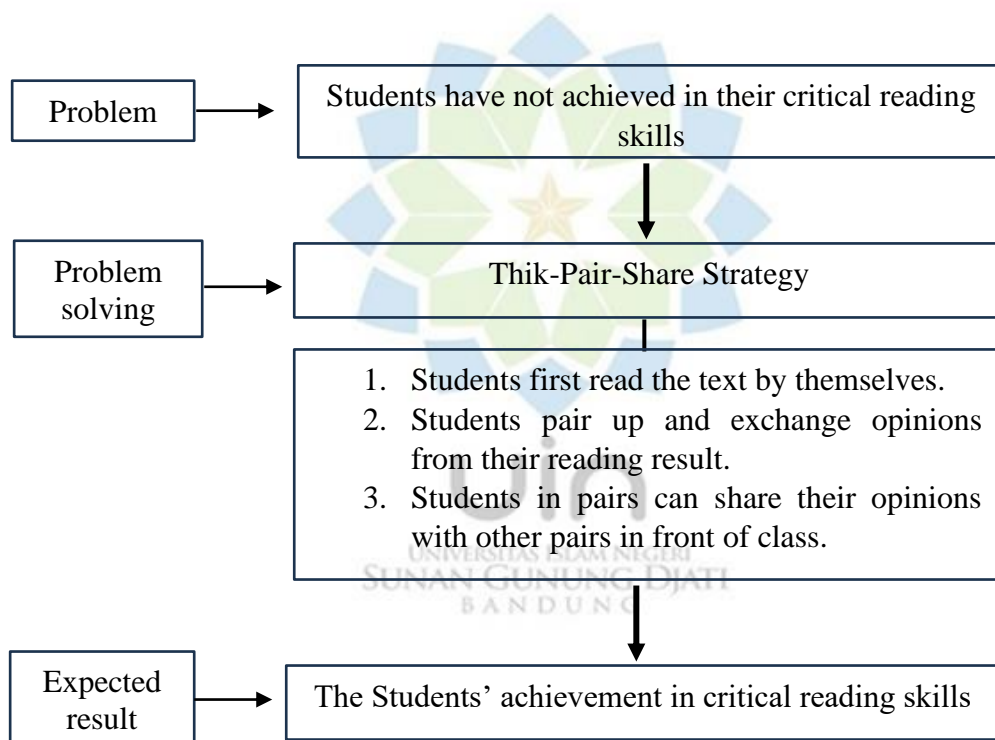 Problem
Students have not achieved in their critical reading
skills
Problem
solving
Thik-Pair-Share Strategy
1. Students first read the text by themselves.
2. Students pair up and exchange opinions
from their reading result.
3. Students in pairs can share their opinions
with other pairs in front of class.
uin
UNIVERSITAS ISLAM NEGERI
SUNAN GUNUNG DJATI
BANDUNG
Expected
result
The Students’ achievement in critical reading skills